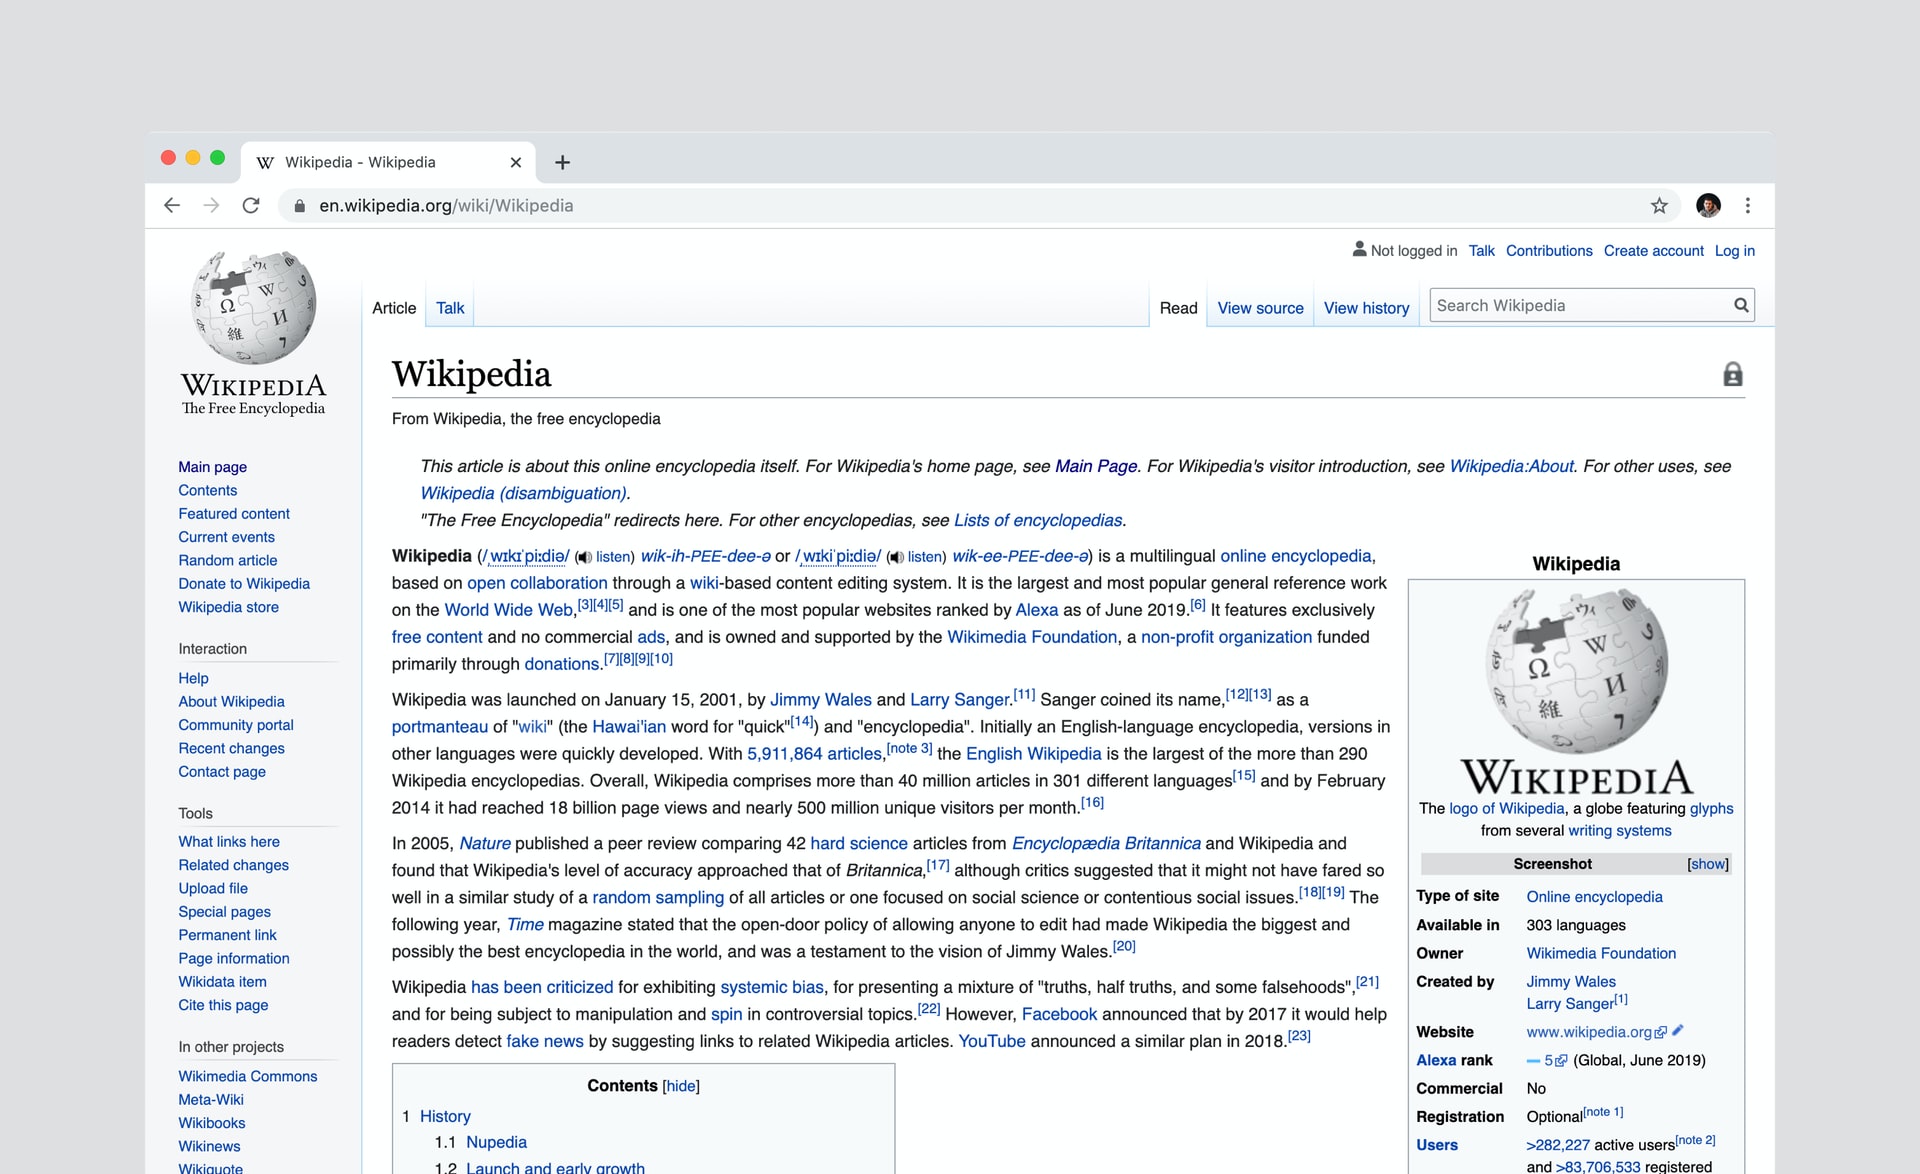 Wikipedia - Wikipedia
en.wikipedia.org/wiki/Wikipedia
Not logged in Talk Contributions Create account Log in
Article Talk Read View source View history Search Wikipedia
WIKIPEDIA
The Free Encyclopedia
Main page
Contents
Featured content
Current events
Random article
Donate to Wikipedia
Wikipedia store
Interaction
Help
About Wikipedia
Community portal
Recent changes
Contact page
Tools
What links here
Related changes
Upload file
Special pages
Permanent link
Page information
Wikidata item
Cite this page
In other projects
Wikimedia Commons
Meta-Wiki
Wikibooks
Wikinews
Wikiquote
Wikipedia
From Wikipedia, the free encyclopedia
This article is about this online encyclopedia itself. For Wikipedia's home page, see Main Page. For Wikipedia's visitor introduction, see Wikipedia:About. For other uses, see
Wikipedia (disambiguation).
"The Free Encyclopedia" redirects here. For other encyclopedias, see Lists of encyclopedias.
Wikipedia (/ˌwɪkɪˈpiːdiə/ (listen) wik-ih-PEE-dee-ə or /ˌwɪkiˈpiːdiə/ (listen) wik-ee-PEE-dee-ə) is a multilingual online encyclopedia,
based on open collaboration through a wiki-based content editing system. It is the largest and most popular general reference work
on the World Wide Web,[3][4][5] and is one of the most popular websites ranked by Alexa as of June 2019.[6] It features exclusively
free content and no commercial ads, and is owned and supported by the Wikimedia Foundation, a non-profit organization funded
primarily through donations.[7][8][9][10]
Wikipedia was launched on January 15, 2001, by Jimmy Wales and Larry Sanger.[11] Sanger coined its name,[12][13] as a
portmanteau of "wiki" (the Hawai'ian word for "quick"[14]) and "encyclopedia". Initially an English-language encyclopedia, versions in
other languages were quickly developed. With 5,911,864 articles,[note 3] the English Wikipedia is the largest of the more than 290
Wikipedia encyclopedias. Overall, Wikipedia comprises more than 40 million articles in 301 different languages[15] and by February
2014 it had reached 18 billion page views and nearly 500 million unique visitors per month.[16]
In 2005, Nature published a peer review comparing 42 hard science articles from Encyclopædia Britannica and Wikipedia and
found that Wikipedia's level of accuracy approached that of Britannica,[17] although critics suggested that it might not have fared so
well in a similar study of a random sampling of all articles or one focused on social science or contentious social issues.[18][19] The
following year, Time magazine stated that the open-door policy of allowing anyone to edit had made Wikipedia the biggest and
possibly the best encyclopedia in the world, and was a testament to the vision of Jimmy Wales.[20]
Wikipedia has been criticized for exhibiting systemic bias, for presenting a mixture of "truths, half truths, and some falsehoods",[21]
and for being subject to manipulation and spin in controversial topics.[22] However, Facebook announced that by 2017 it would help
readers detect fake news by suggesting links to related Wikipedia articles. YouTube announced a similar plan in 2018.[23]
Contents [hide]
1 History
1.1 Nupedia
1.2 Launch and early growth
Wikipedia
WIKIPEDIA
The logo of Wikipedia, a globe featuring glyphs
from several writing systems
Screenshot [show]
Type of site Online encyclopedia
Available in 303 languages
Owner Wikimedia Foundation
Created by Jimmy Wales
Larry Sanger[1]
Website www.wikipedia.org
Alexa rank 5 (Global, June 2019)
Commercial No
Registration Optional[note 1]
Users >282,227 active users[note 2]
and >83,706,533 registered